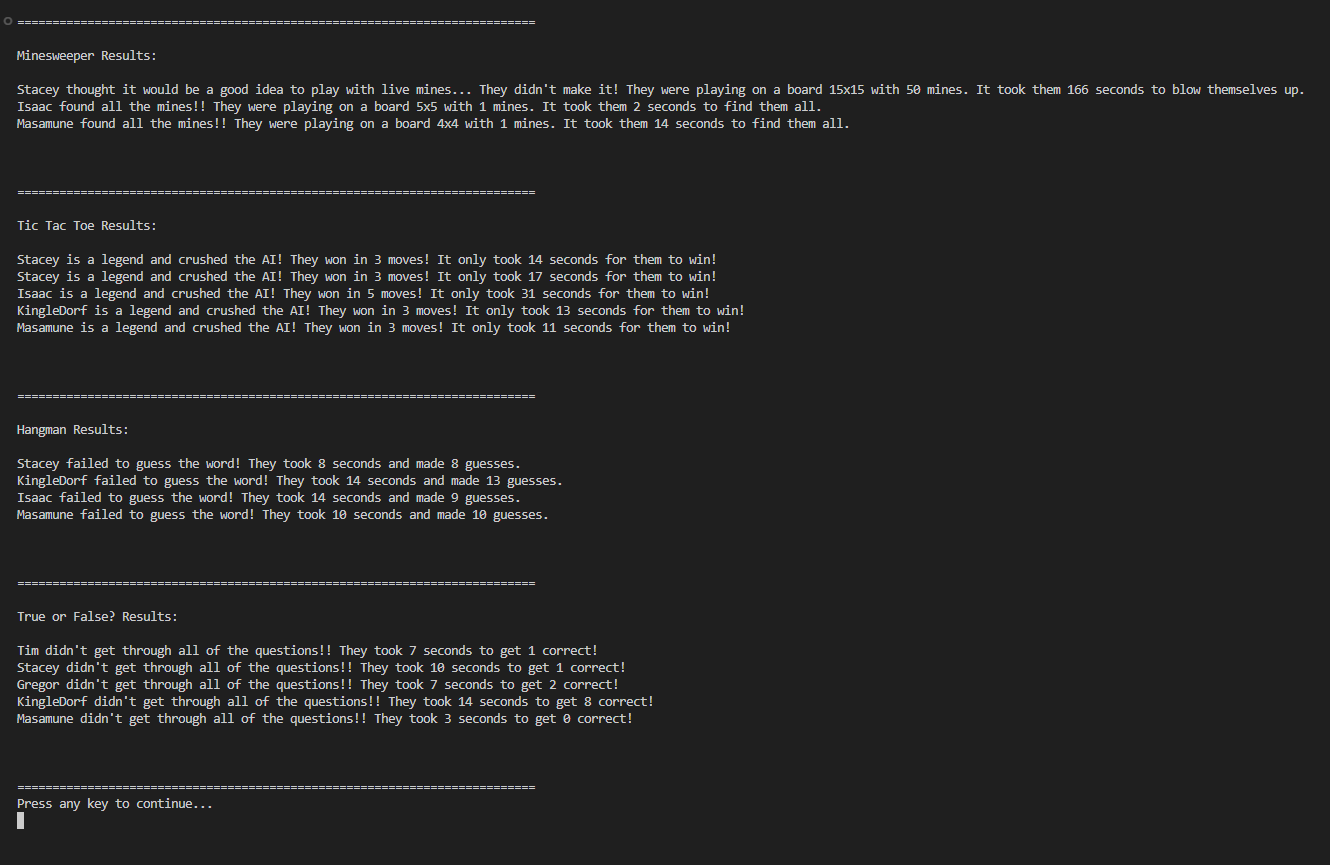 ==========================================================================
Minesweeper Results:
Stacey thought it would be a good idea to play with live mines... They didn't make it! They were playing on a board 15x15 with 50 mines. It took them 166 seconds to blow themselves up.
Isaac found all the mines!! They were playing on a board 5x5 with 1 mines. It took them 2 seconds to find them all.
Masamune found all the mines!! They were playing on a board 4x4 with 1 mines. It took them 14 seconds to find them all.
==========================================================================
Tic Tac Toe Results:
Stacey is a legend and crushed the AI! They won in 3 moves! It only took 14 seconds for them to win!
Stacey is a legend and crushed the AI! They won in 3 moves! It only took 17 seconds for them to win!
Isaac is a legend and crushed the AI! They won in 5 moves! It only took 31 seconds for them to win!
KingleDorf is a legend and crushed the AI! They won in 3 moves! It only took 13 seconds for them to win!
Masamune is a legend and crushed the AI! They won in 3 moves! It only took 11 seconds for them to win!
==========================================================================
Hangman Results:
Stacey failed to guess the word! They took 8 seconds and made 8 guesses.
KingleDorf failed to guess the word! They took 14 seconds and made 13 guesses.
Isaac failed to guess the word! They took 14 seconds and made 9 guesses.
Masamune failed to guess the word! They took 10 seconds and made 10 guesses.
==========================================================================
True or False? Results:
Tim didn't get through all of the questions!! They took 7 seconds to get 1 correct!
Stacey didn't get through all of the questions!! They took 10 seconds to get 1 correct!
Gregor didn't get through all of the questions!! They took 7 seconds to get 2 correct!
KingleDorf didn't get through all of the questions!! They took 14 seconds to get 8 correct!
Masamune didn't get through all of the questions!! They took 3 seconds to get 0 correct!
==========================================================================
Press any key to continue...